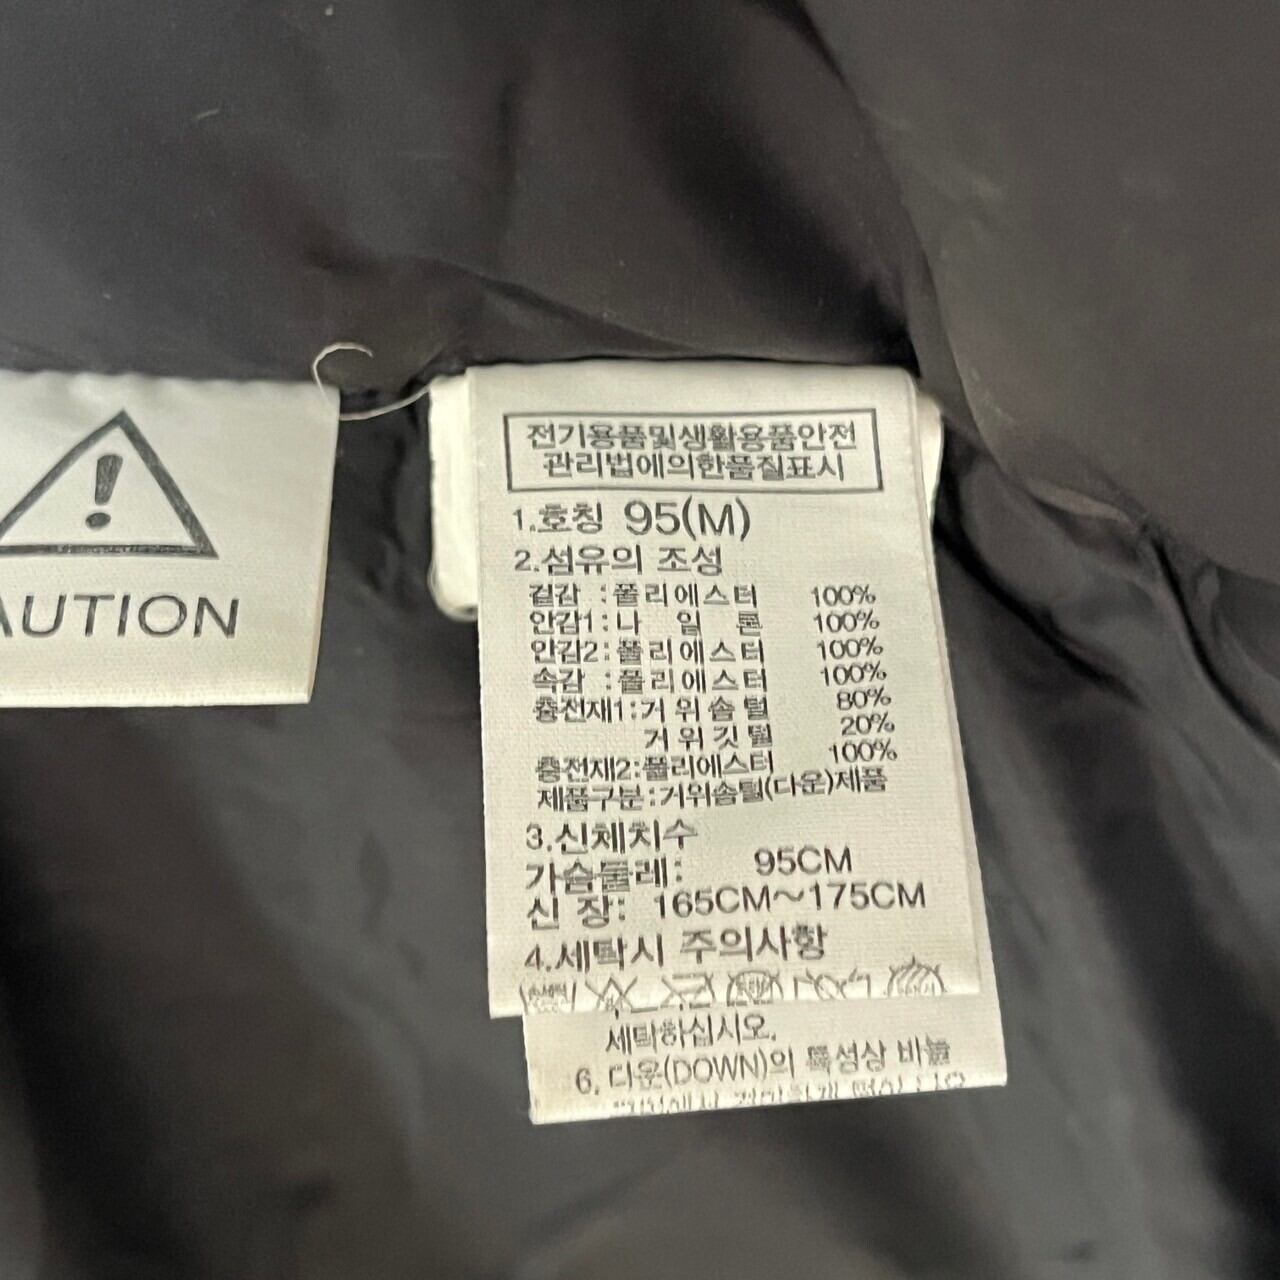 AUTION
전기용품및생활용품안전
관리법에의한품질표시
1.호칭 95(M)
2.섬유의 조성
겉감 :폴리에스터 100%
안감1:나 일 론 100%
안감2:폴리에스터 100%
속감 :폴리에스터 100%
충전재1:거위솜털 80%
거위깃털 20%
충전재2:폴리에스터 100%
제품구분:거위솜털(다운)제품
3.신체치수
가슴둘레: 95CM
신 장: 165CM~175CM
4.세탁시 주의사항
세탁하십시오.
6. 다운(DOWN)의 특성상 바늘